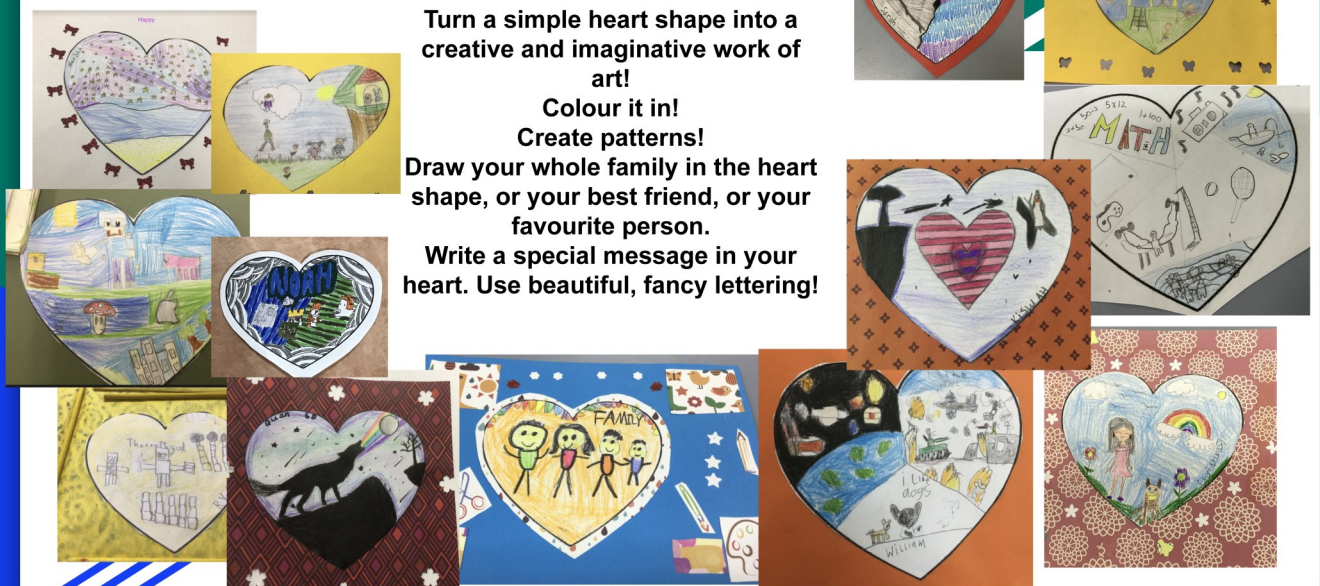 Happy
Turn a simple heart shape into a
creative and imaginative work of
art!
Colour it in!
Create patterns!
Draw your whole family in the heart
shape, or your best friend, or your
favourite person.
Write a special message in your
heart. Use beautiful, fancy lettering!
5x12
1+100
MATH
NOAH
FAMILY
I like
dogs
WILLIAM